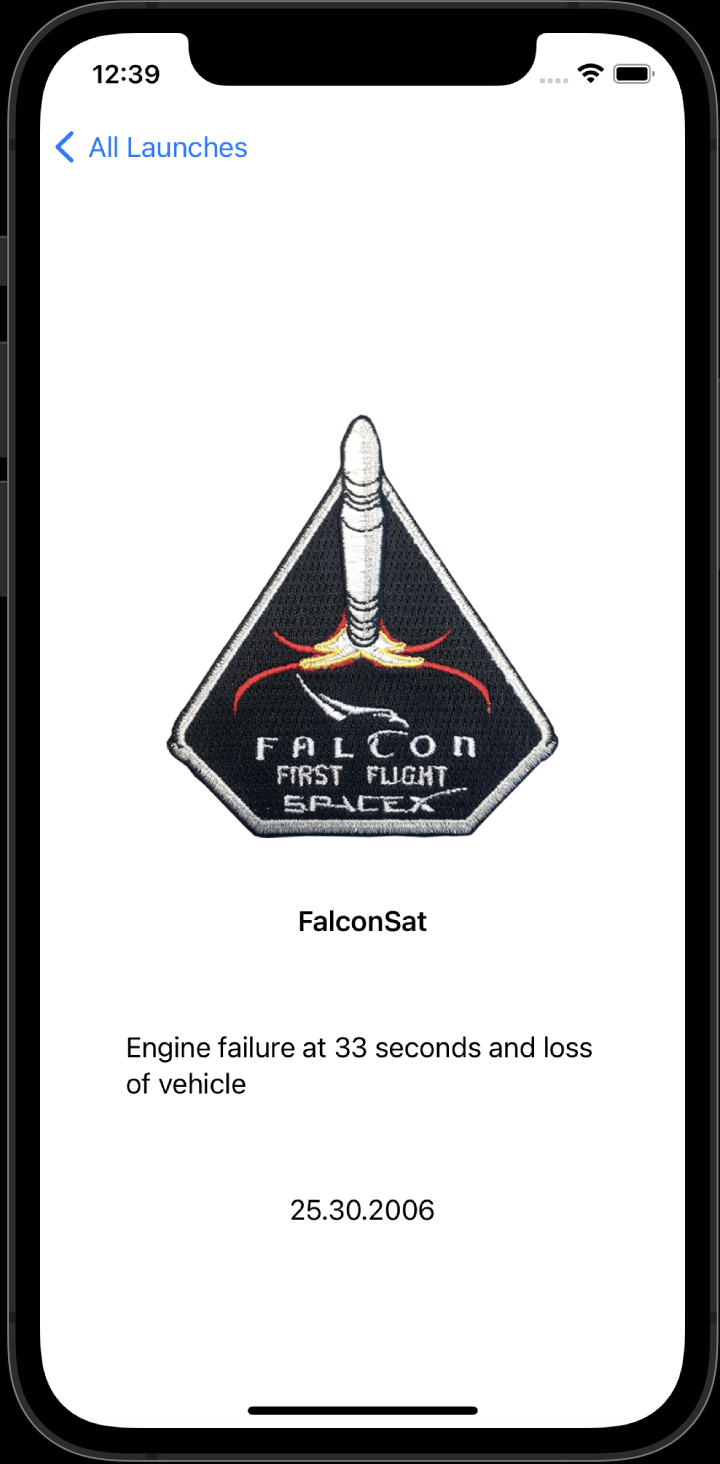 12:39
All Launches
FALCON
FIRST FLIGHT
SPACEX
FalconSat
Engine failure at 33 seconds and loss
of vehicle
25.30.2006